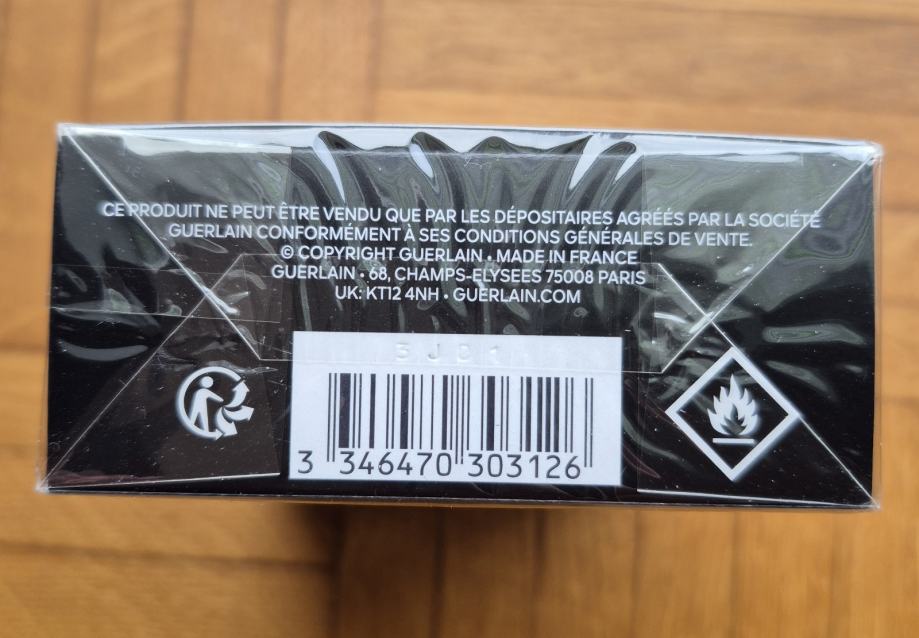 CE PRODUIT NE PEUT ÊTRE VENDU QUE PAR LES DÉPOSITAIRES AGRÉÉS PAR LA SOCIÉTÉ
GUERLAIN CONFORMÉMENT À SES CONDITIONS GÉNÉRALES DE VENTE.
© COPYRIGHT GUERLAIN • MADE IN FRANCE
GUERLAIN • 68, CHAMPS-ELYSEES 75008 PARIS
UK: KT12 4NH • GUERLAIN.COM
3 346470 303126